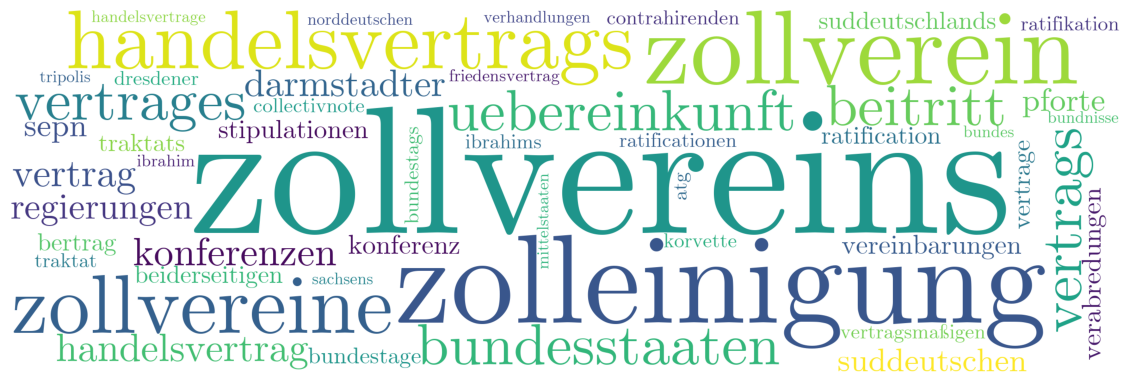 handelsvertrage
norddeutschen
verhandlungen
contrahirenden
suddeutschlands
ratifikation
handelsvertrags
zollverein
tripolis
dresdener
darmstadter
friedensvertrag
vertrages
collectivnote
uebereinkunft
beitritt
pforte
bundnisse
sepn
traktats
stipulationen
ibrahims
ratificationen
ratification
bundes
ibrahim
zollvereins
bundestags
atg
vertrage
vertrags
vertrag
regierungen
mittelstaaten
verabredungen
bertrag
traktat
konferenzen
konferenz
korvette
vereinbarungen
beiderseitigen
sachsens
zolleinigung
zollvereine
handelsvertrag
bundestage
bundesstaaten
vertragsmaßigen
suddeutschen